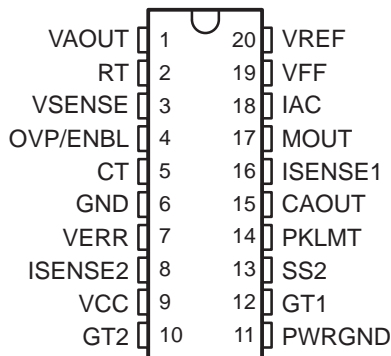 VAOUT 1 20 VREF
RT 2 19 VFF
VSENSE 3 18 IAC
OVP/ENBL 4 17 MOUT
CT 5 16 ISENSE1
GND 6 15 CAOUT
VERR 7 14 PKLMT
ISENSE2 8 13 SS2
VCC 9 12 GT1
GT2 10 11 PWRGND